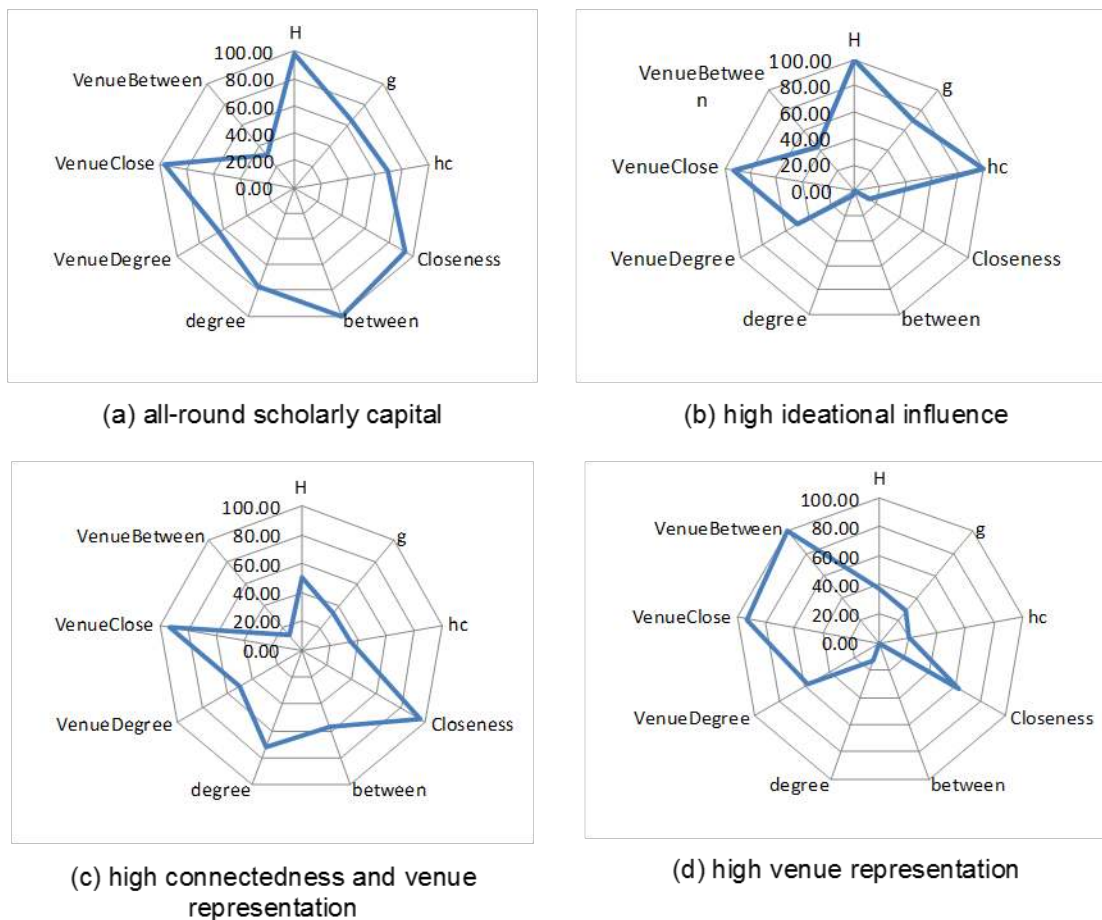 H
100.00
VenueBetween
g
80.00
60.00
40.00
VenueClose
hc
20.00
0.00
VenueDegree
Closeness
degree
between
(a) all-round scholarly capital
H
100.00
VenueBetwee
n
g
80.00
60.00
40.00
VenueClose
hc
20.00
0.00
VenueDegree
Closeness
degree
between
(b) high ideational influence
H
100.00
VenueBetween
g
80.00
60.00
40.00
VenueClose
hc
20.00
0.00
VenueDegree
Closeness
degree
between
(c) high connectedness and venue
representation
H
100.00
VenueBetween
g
80.00
60.00
40.00
VenueClose
hc
20.00
0.00
VenueDegree
Closeness
degree
between
(d) high venue representation